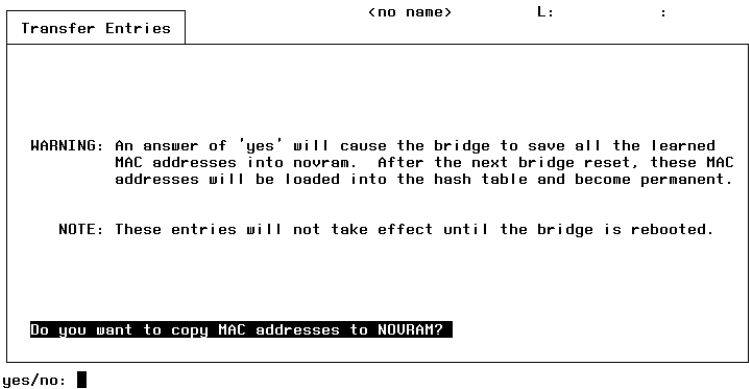 <no name> L: :
Transfer Entries
WARNING: An answer of 'yes' will cause the bridge to save all the learned
MAC addresses into novram. After the next bridge reset, these MAC
addresses will be loaded into the hash table and become permanent.
NOTE: These entries will not take effect until the bridge is rebooted.
Do you want to copy MAC addresses to NOVRAM?
yes/no: